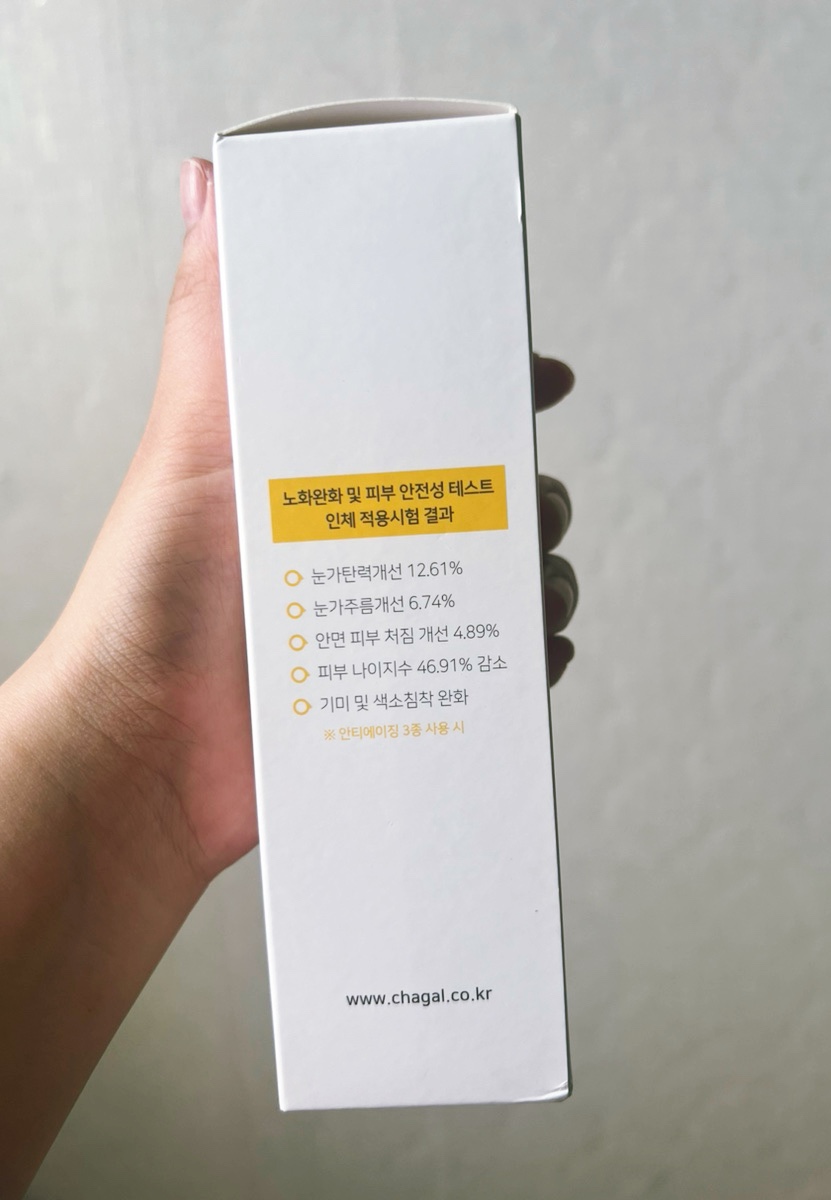 노화완화 및 피부 안전성 테스트
인체 적용시험 결과
눈가탄력개선 12.61%
눈가주름개선 6.74%
안면 피부 처짐 개선 4.89%
피부 나이지수 46.91% 감소
기미 및 색소침착 완화
※ 안티에이징 3종 사용 시
www.chagal.co.kr